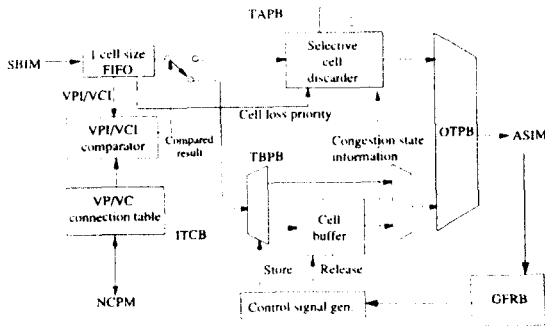 TAPB
SBIM
1 cell size
FIFO
Selective
cell
discarder
VPI/VCI
Cell loss priority
VPI/VCI
comparator
Compared
result
TBPB
Congestion state
information
OTPB
ASIM
VP/VC
connection table
ITCB
Cell
buffer
Store
Release
NCPM
Control signal gen.
GFRB